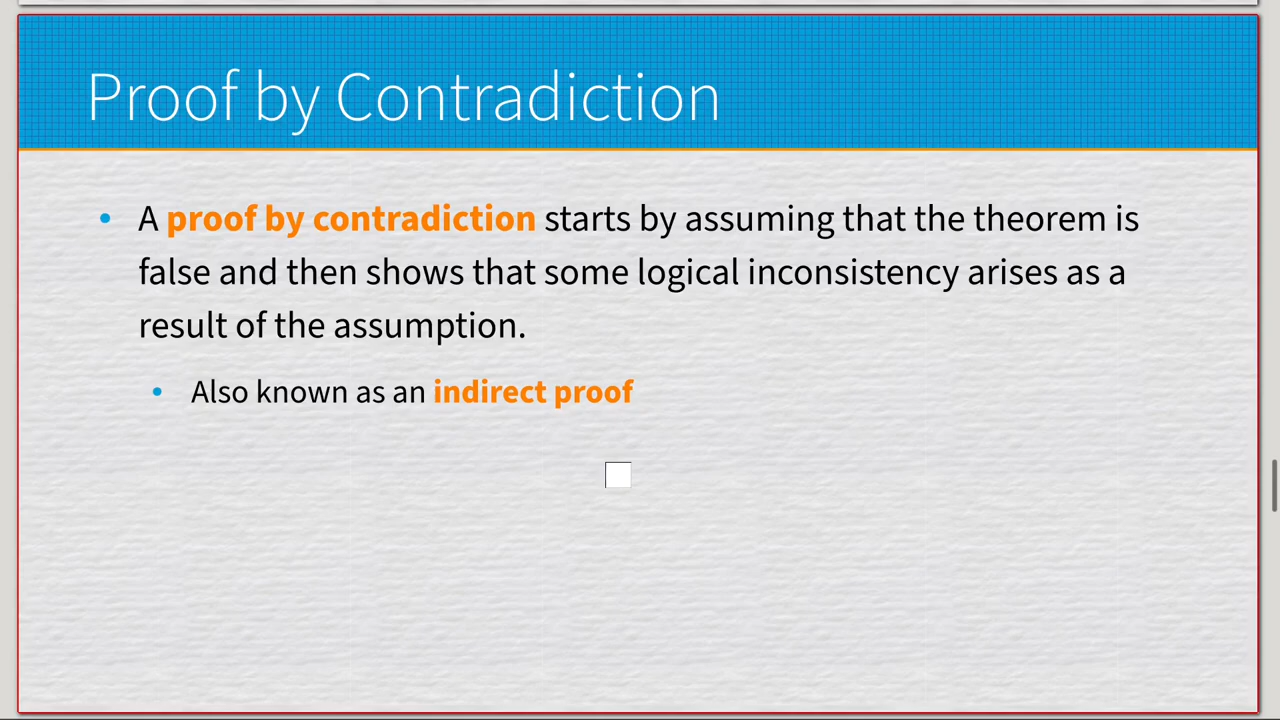 Proof by Contradiction
• A proof by contradiction starts by assuming that the theorem is
false and then shows that some logical inconsistency arises as a
result of the assumption.
• Also known as an indirect proof